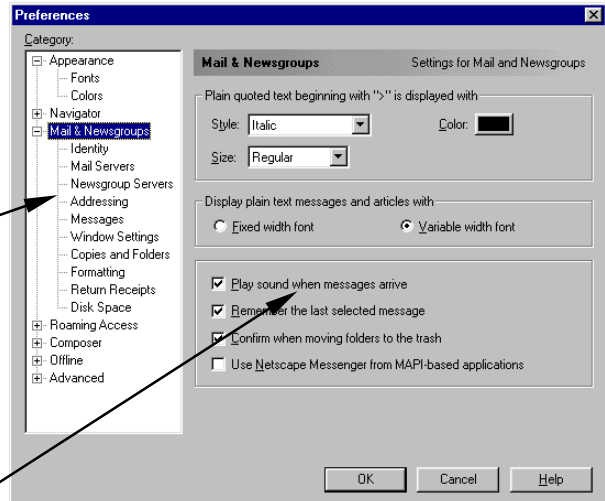 Preferences
Category:
Appearance
Fonts
Colors
Navigator
Mail & Newsgroups
Identity
Mail Servers
Newsgroup Servers
Addressing
Messages
Window Settings
Copies and Folders
Formatting
Return Receipts
Disk Space
Roaming Access
Composer
Offline
Advanced
Mail & Newsgroups Settings for Mail and Newsgroups
Plain quoted text beginning with ">" is displayed with
Style: Italic Color:
Size: Regular
Display plain text messages and articles with
Fixed width font Variable width font
Play sound when messages arrive
Remember the last selected message
Confirm when moving folders to the trash
Use Netscape Messenger from MAPI-based applications
OK Cancel Help